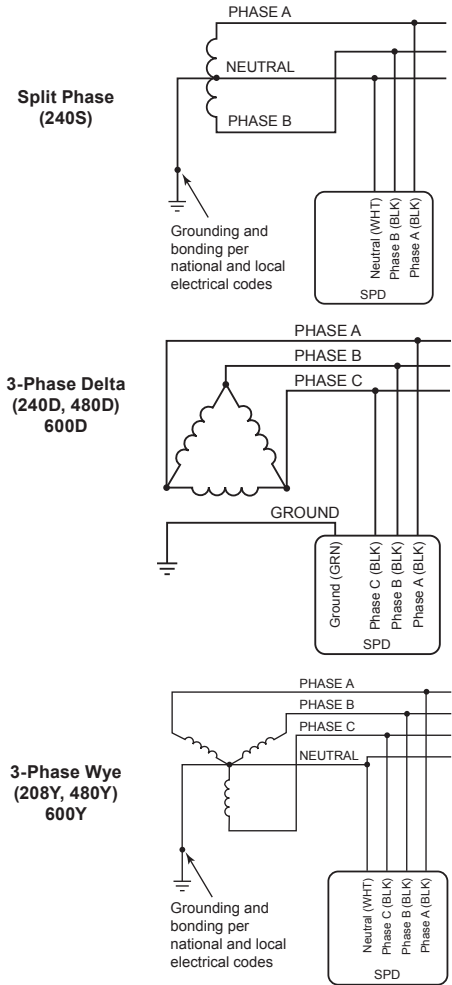 PHASE A
NEUTRAL
PHASE B
Split Phase
(240S)
Grounding and
bonding per
national and local
electrical codes
Neutral (WHT)
Phase B (BLK)
Phase A (BLK)
SPD
PHASE A
PHASE B
PHASE C
3-Phase Delta
(240D, 480D)
600D
GROUND
Ground (GRN)
Phase C (BLK)
Phase B (BLK)
Phase A (BLK)
SPD
PHASE A
PHASE B
PHASE C
NEUTRAL
3-Phase Wye
(208Y, 480Y)
600Y
Grounding and
bonding per
national and local
electrical codes
Neutral (WHT)
Phase C (BLK)
Phase B (BLK)
Phase A (BLK)
SPD